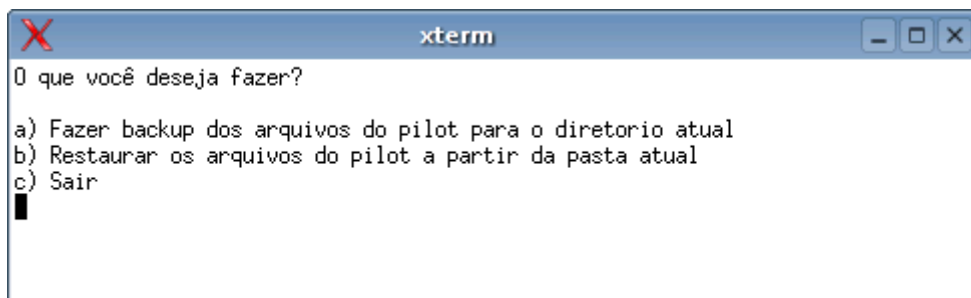 xterm
O que você deseja fazer?
a) Fazer backup dos arquivos do pilot para o diretorio atual
b) Restaurar os arquivos do pilot a partir da pasta atual
c) Sair